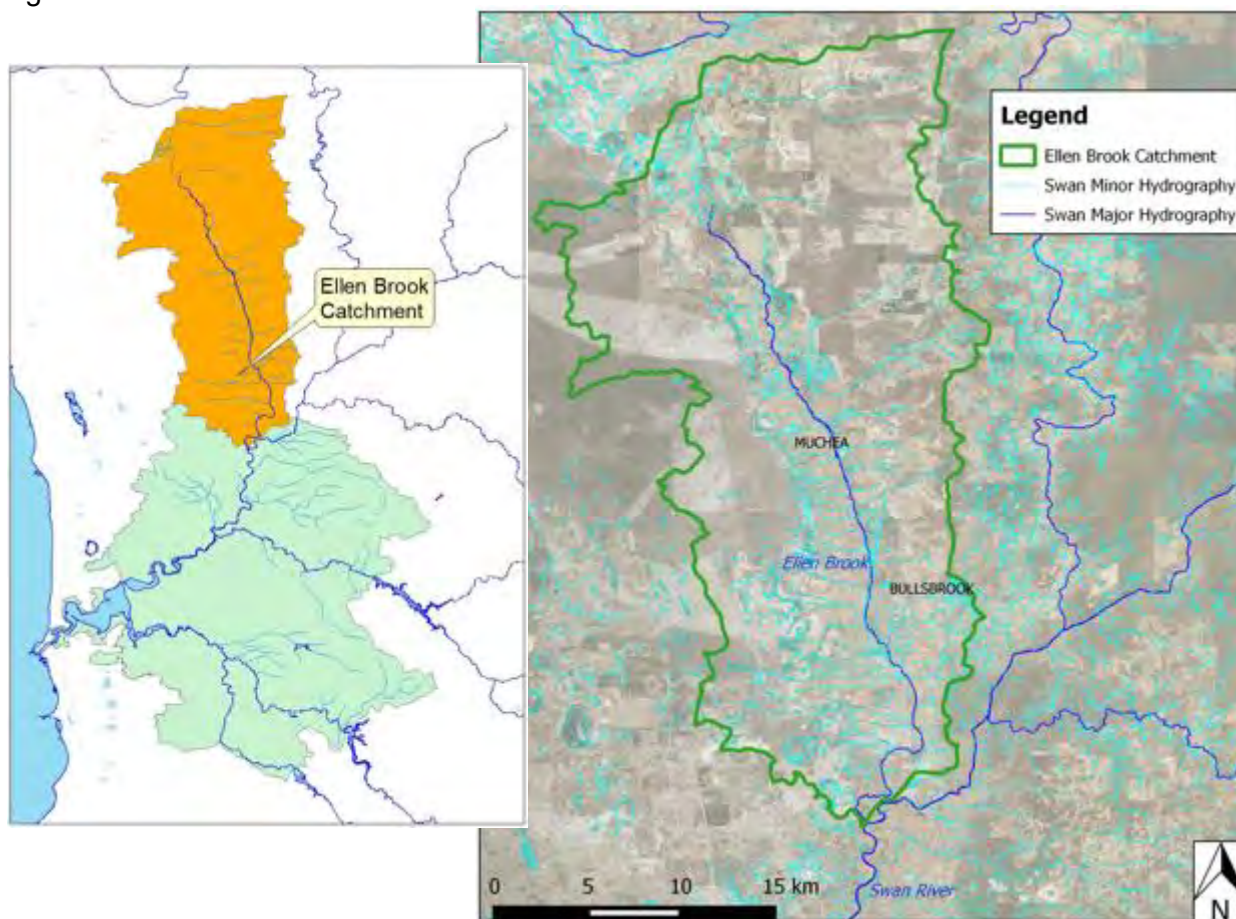 Ellen Brook
Catchment
Legend
Ellen Brook Catchment
Swan Minor Hydrography
Swan Major Hydrography
MUCHEA
Ellen Brook
BULLSBROOK
0 5 10 15 km
Swan River
N